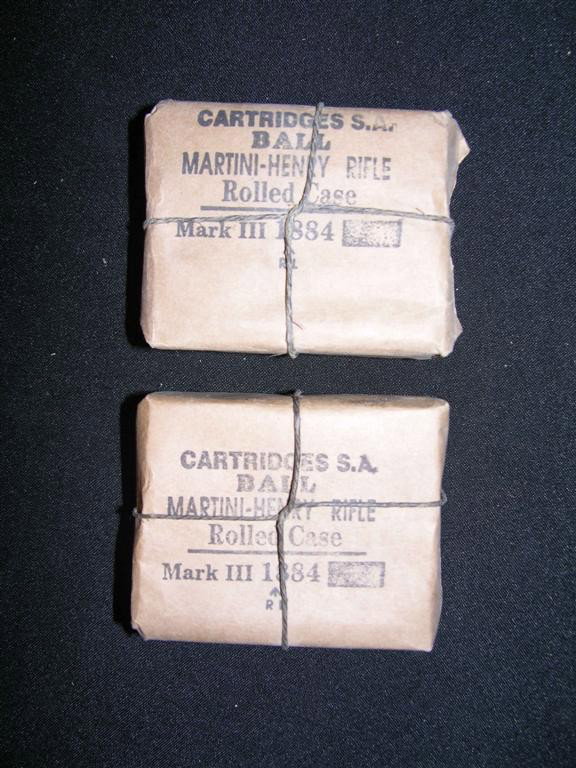 CARTRIDGES S.A.
BALL
MARTINI-HENRY RIFLE
Rolled Case
Mark III 1884
CARTRIDGES S.A.
BALL
MARTINI-HENRY RIFLE
Rolled Case
Mark III 1884